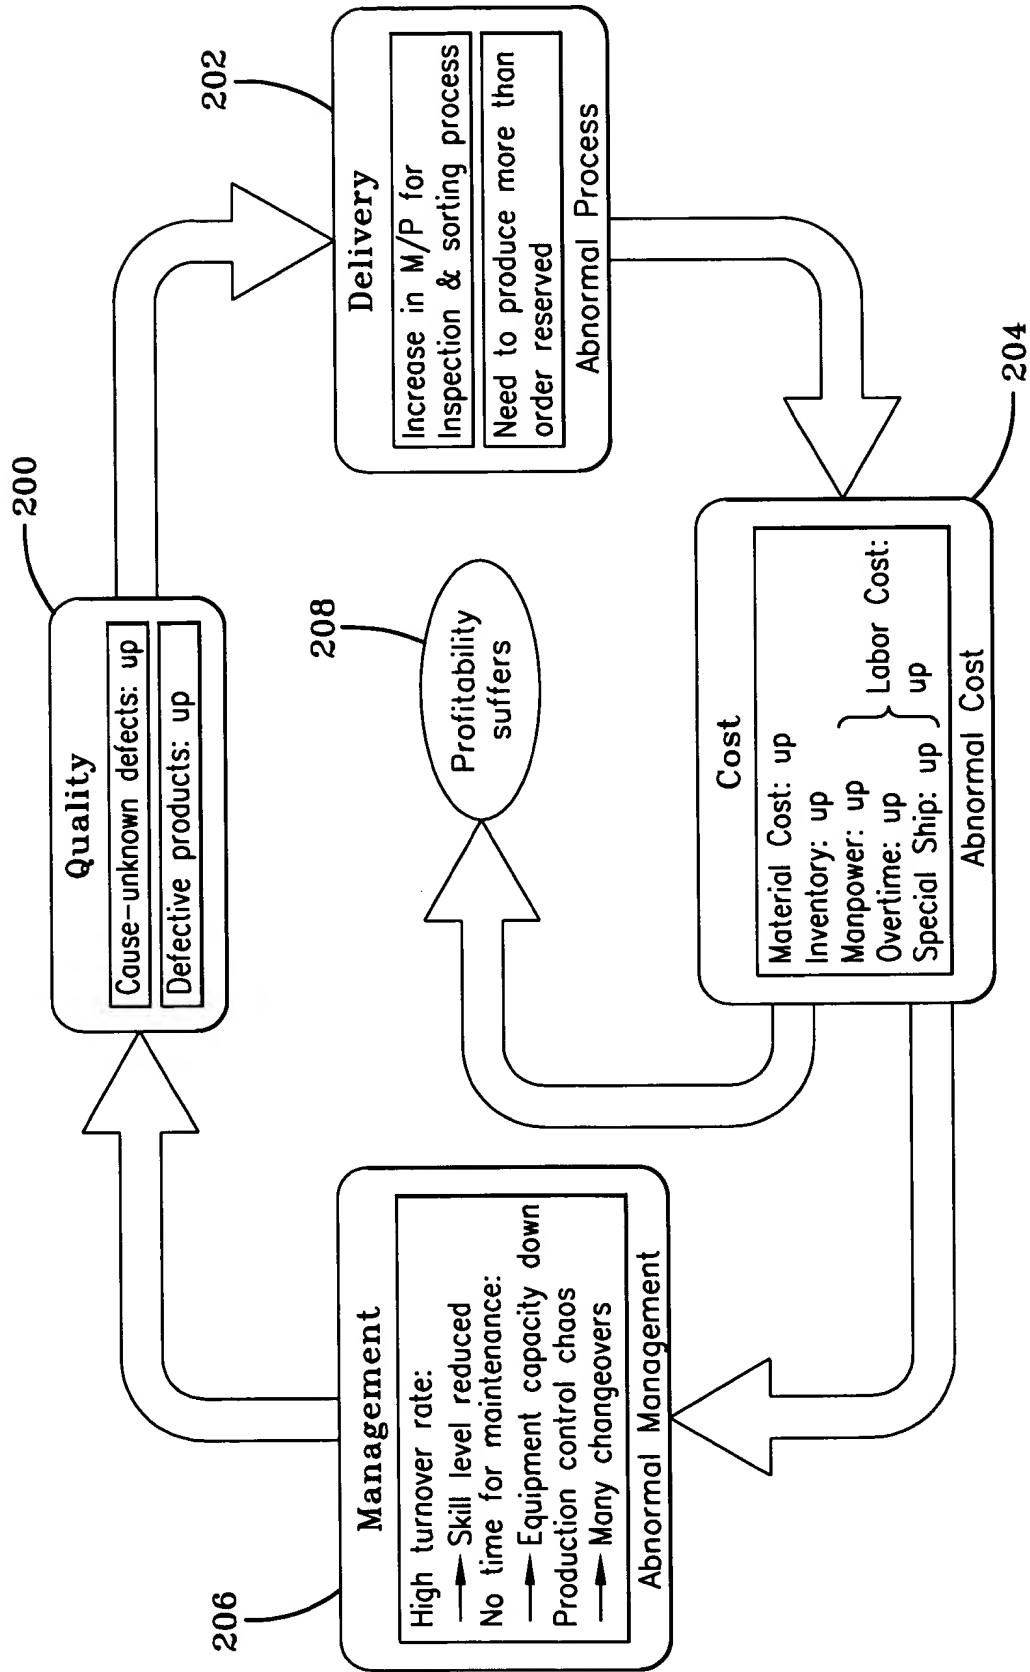 200
Quality
Cause-unknown defects: up
Defective products: up
202
Delivery
Increase in M/P for
Inspection & sorting process
Need to produce more than
order reserved
Abnormal Process
204
Cost
Material Cost: up
Inventory: up
Manpower: up
Overtime: up
Special Ship: up
Labor Cost:
up
Abnormal Cost
208
Profitability
suffers
206
Management
High turnover rate:
→ Skill level reduced
No time for maintenance:
→ Equipment capacity down
Production control chaos
→ Many changeovers
Abnormal Management